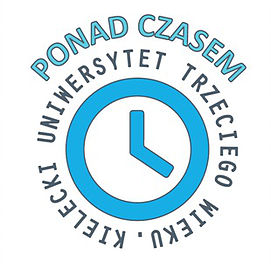 PONAD CZASEM
KIELECKI UNIWERSYTET TRZECIEGO WIEKU.